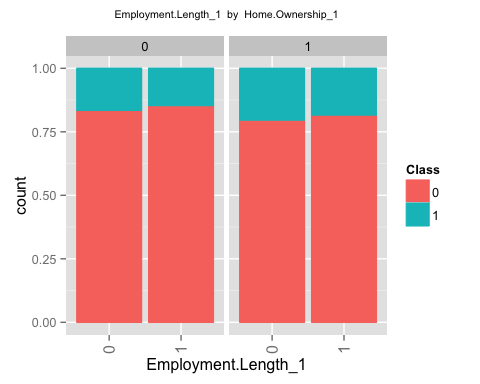 Employment.Length_1 by Home.Ownership_1
0 1
1.00
0.75
0.50
0.25
0.00
count
0 1 0 1
Employment.Length_1
Class
0
1